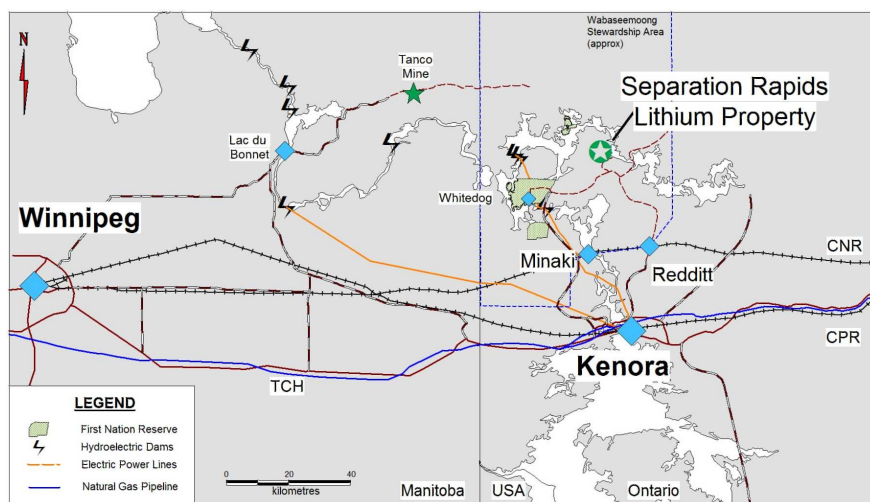 Wabaseemoong
Stewardship Area
(approx)
N
Tanco
Mine
Separation Rapids
Lithium Property
Lac du
Bonnet
Whitedog
Winnipeg
Minaki
Redditt
CNR
CPR
Kenora
TCH
LEGEND
First Nation Reserve
Hydroelectric Dams
Electric Power Lines
Natural Gas Pipeline
0 20 40
kilometres
Manitoba
USA
Ontario